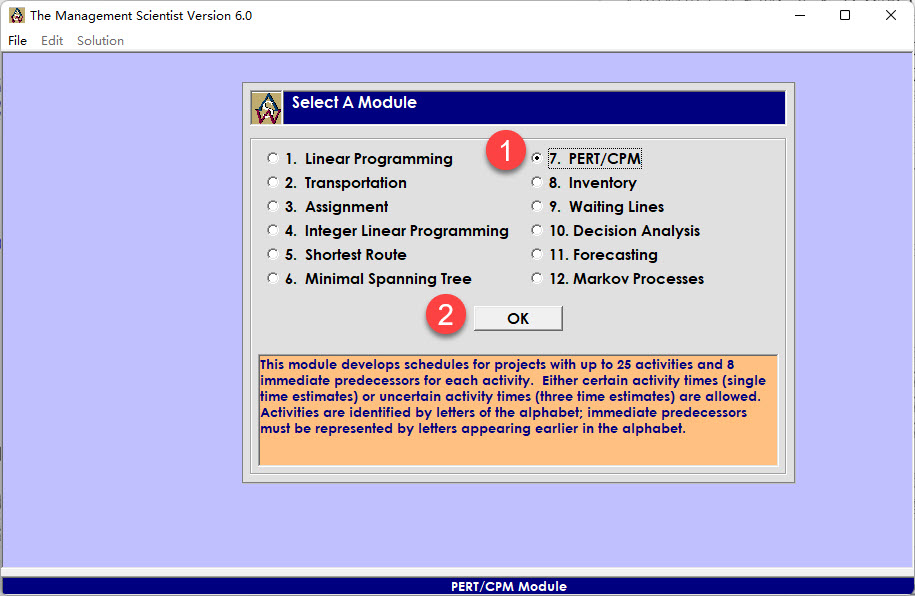 The Management Scientist Version 6.0
File Edit Solution
Select A Module
1. Linear Programming
2. Transportation
3. Assignment
4. Integer Linear Programming
5. Shortest Route
6. Minimal Spanning Tree
1
7. PERT/CPM
8. Inventory
9. Waiting Lines
10. Decision Analysis
11. Forecasting
12. Markov Processes
2
OK
This module develops schedules for projects with up to 25 activities and 8
immediate predecessors for each activity. Either certain activity times (single
time estimates) or uncertain activity times (three time estimates) are allowed.
Activities are identified by letters of the alphabet; immediate predecessors
must be represented by letters appearing earlier in the alphabet.
PERT/CPM Module